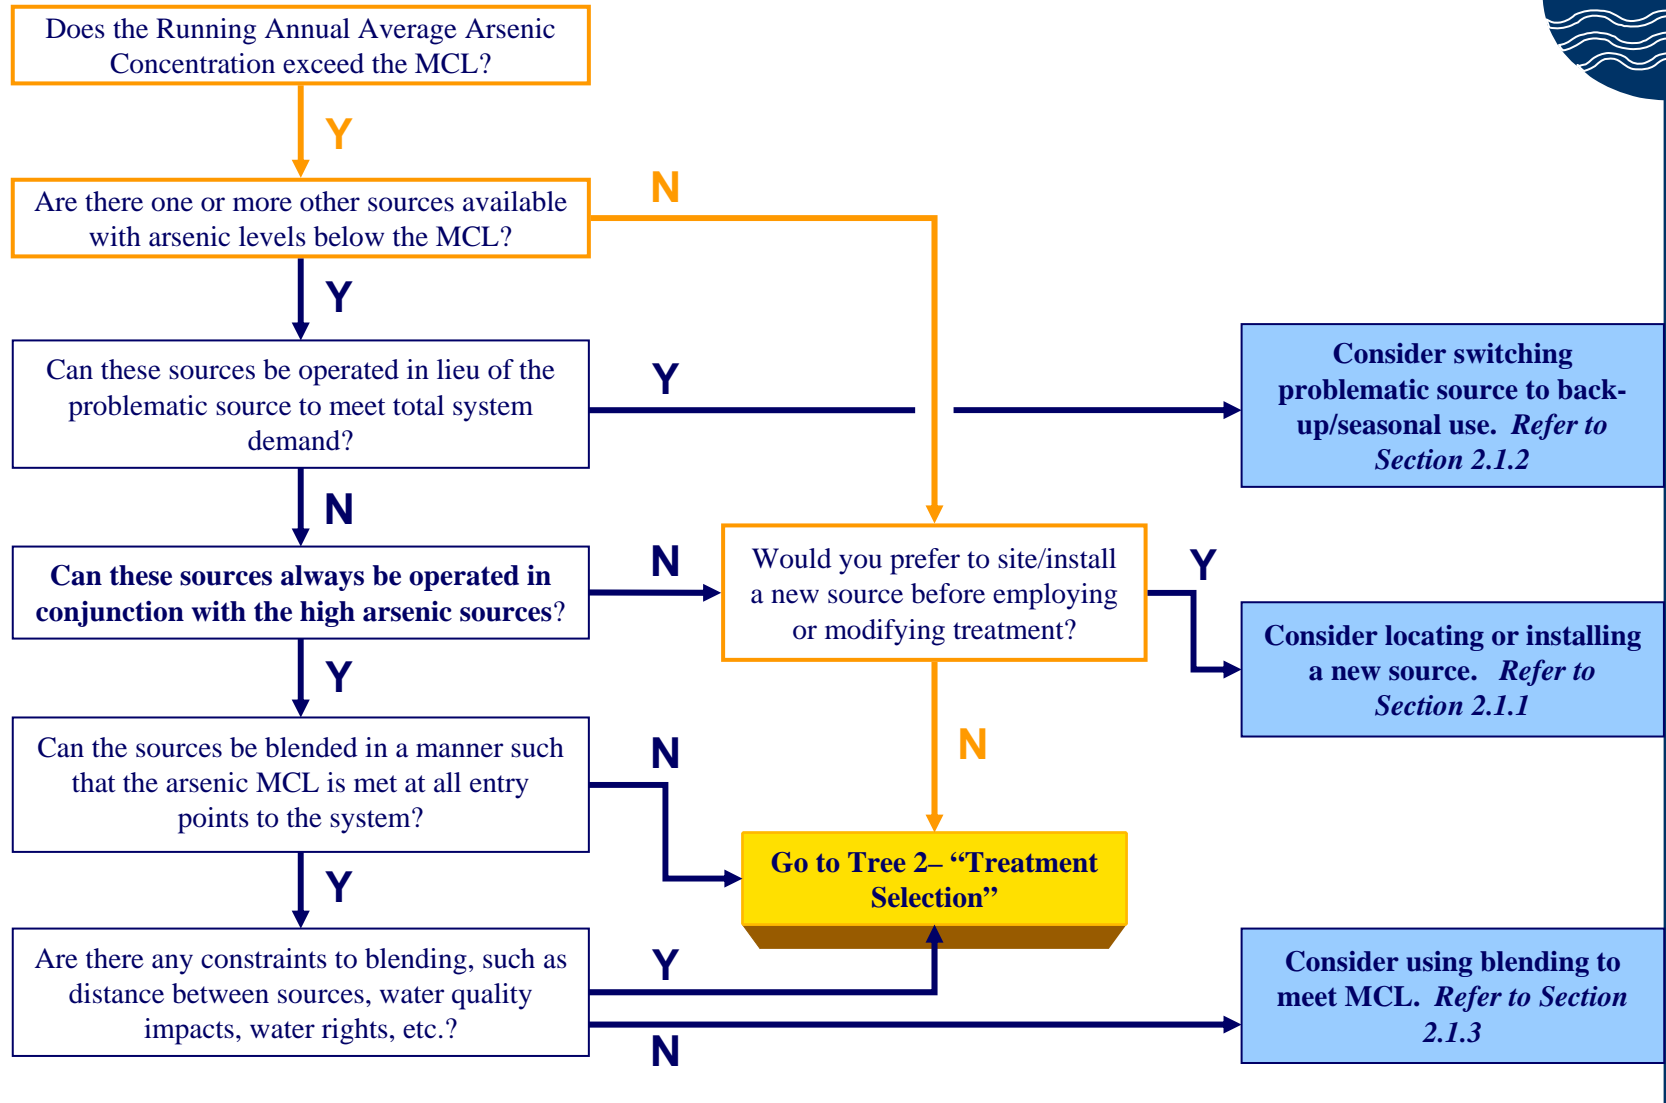 Does the Running Annual Average Arsenic
Concentration exceed the MCL?
Y
Are there one or more other sources available
with arsenic levels below the MCL?
N
Y
Can these sources be operated in lieu of the
problematic source to meet total system
demand?
Y
Consider switching
problematic source to back-
up/seasonal use. Refer to
Section 2.1.2
N
Can these sources always be operated in
conjunction with the high arsenic sources?
N
Would you prefer to site/install
a new source before employing
or modifying treatment?
Y
Consider locating or installing
a new source. Refer to
Section 2.1.1
Y
Can the sources be blended in a manner such
that the arsenic MCL is met at all entry
points to the system?
N
N
Go to Tree 2– “Treatment
Selection”
Y
Are there any constraints to blending, such as
distance between sources, water quality
impacts, water rights, etc.?
Y
N
Consider using blending to
meet MCL. Refer to Section
2.1.3